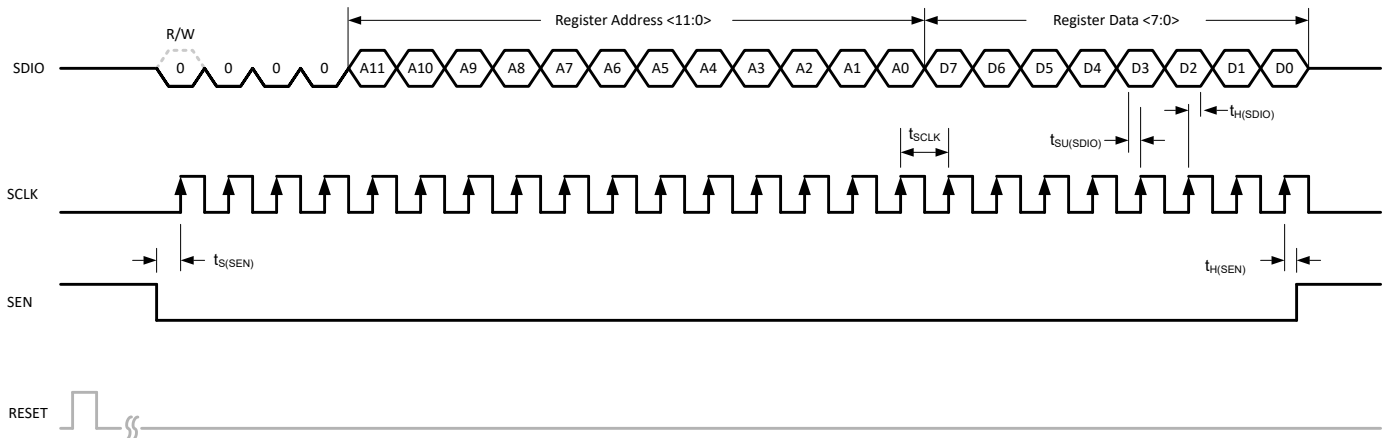 Register Address <11:0>
Register Data <7:0>
R/W
SDIO
0 0 0 0 A11 A10 A9 A8 A7 A6 A5 A4 A3 A2 A1 A0 D7 D6 D5 D4 D3 D2 D1 D0
tH(SDIO)
tSCLK
tSU(SDIO)
SCLK
tS(SEN)
tH(SEN)
SEN
RESET